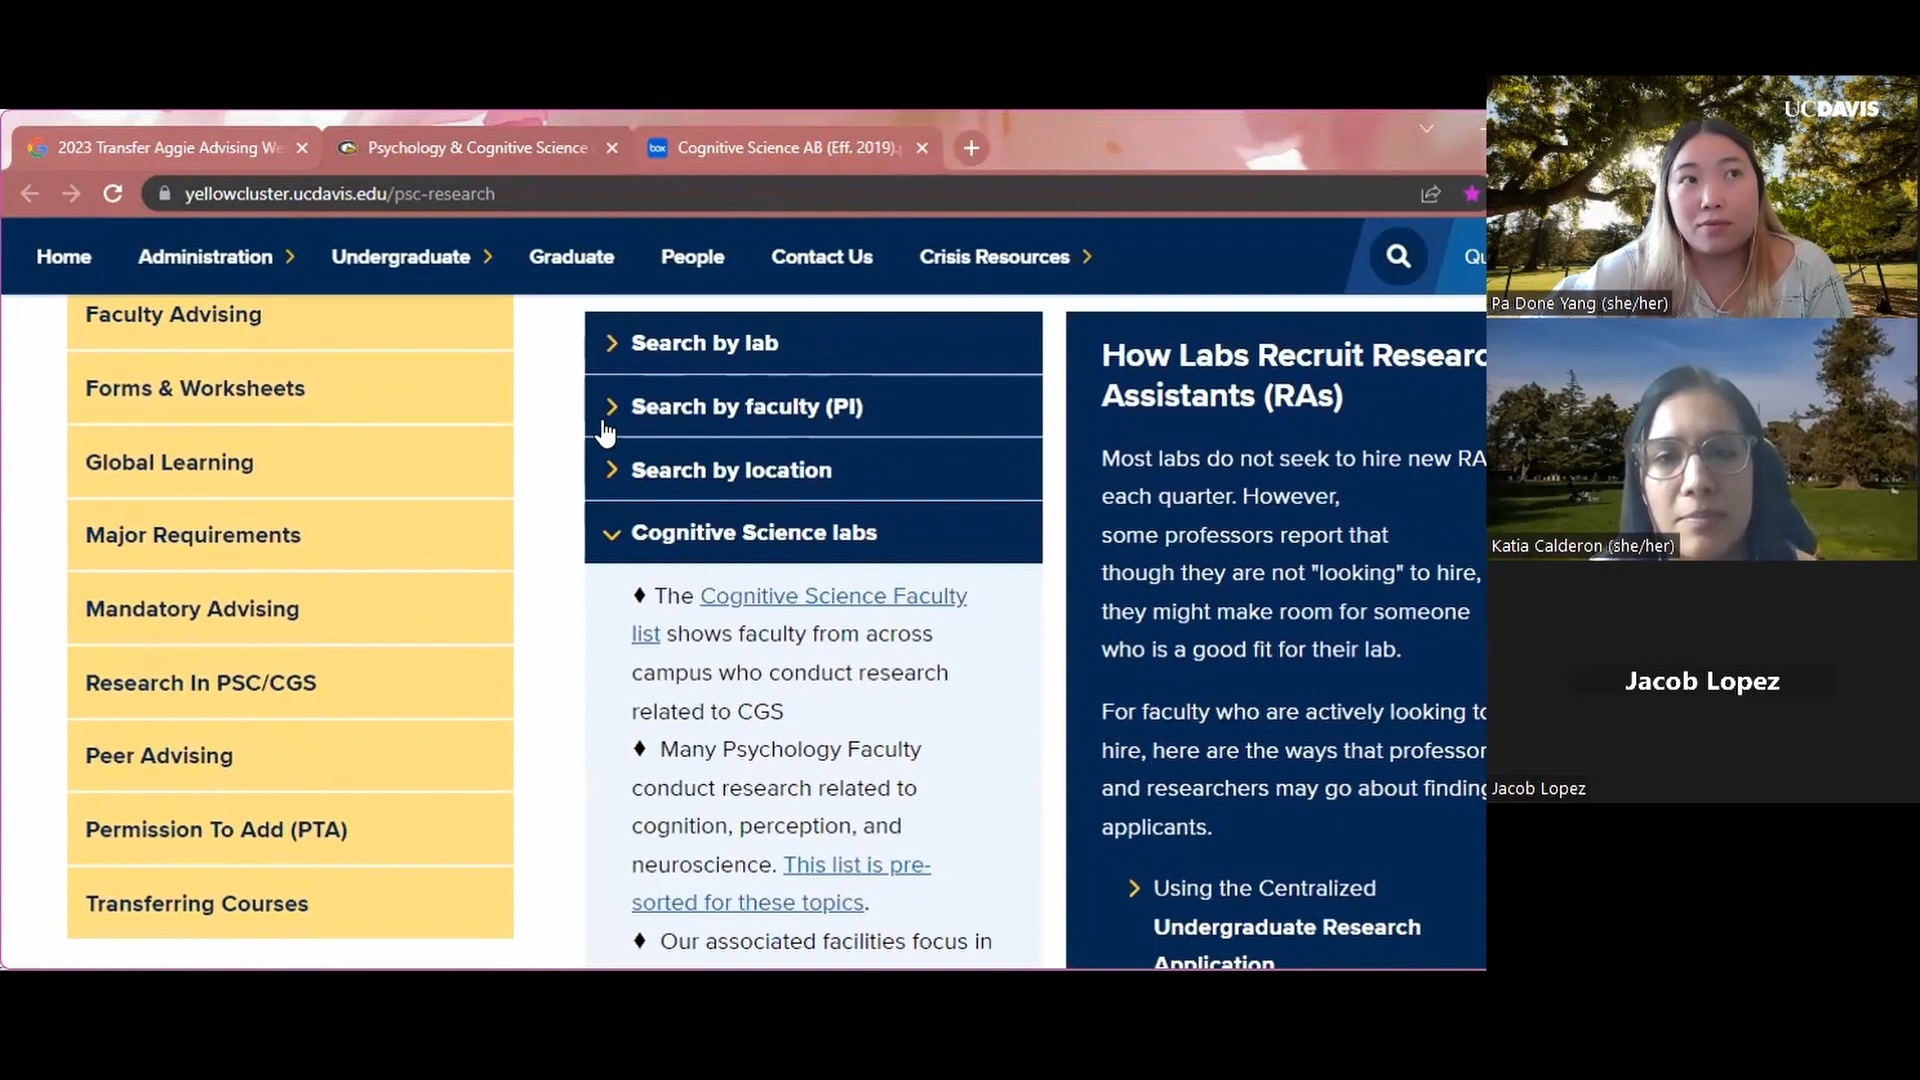 2023 Transfer Aggie Advising We
Psychology & Cognitive Science
box
Cognitive Science AB (Eff. 2019).
yellowcluster.ucdavis.edu/psc-research
Home
Administration
Undergraduate
Graduate
People
Contact Us
Crisis Resources
Qu
Faculty Advising
Forms & Worksheets
Global Learning
Major Requirements
Mandatory Advising
Research In PSC/CGS
Peer Advising
Permission To Add (PTA)
Transferring Courses
Search by lab
Search by faculty (PI)
Search by location
Cognitive Science labs
♦ The Cognitive Science Faculty
list shows faculty from across
campus who conduct research
related to CGS
♦ Many Psychology Faculty
conduct research related to
cognition, perception, and
neuroscience. This list is pre-
sorted for these topics.
♦ Our associated facilities focus in
How Labs Recruit Researc
Assistants (RAs)
Most labs do not seek to hire new RA
each quarter. However,
some professors report that
though they are not "looking" to hire,
they might make room for someone
who is a good fit for their lab.
For faculty who are actively looking to
hire, here are the ways that professor
and researchers may go about finding
applicants.
Using the Centralized
Undergraduate Research
Application
UCDAVIS
Pa Done Yang (she/her)
Katia Calderon (she/her)
Jacob Lopez
Jacob Lopez